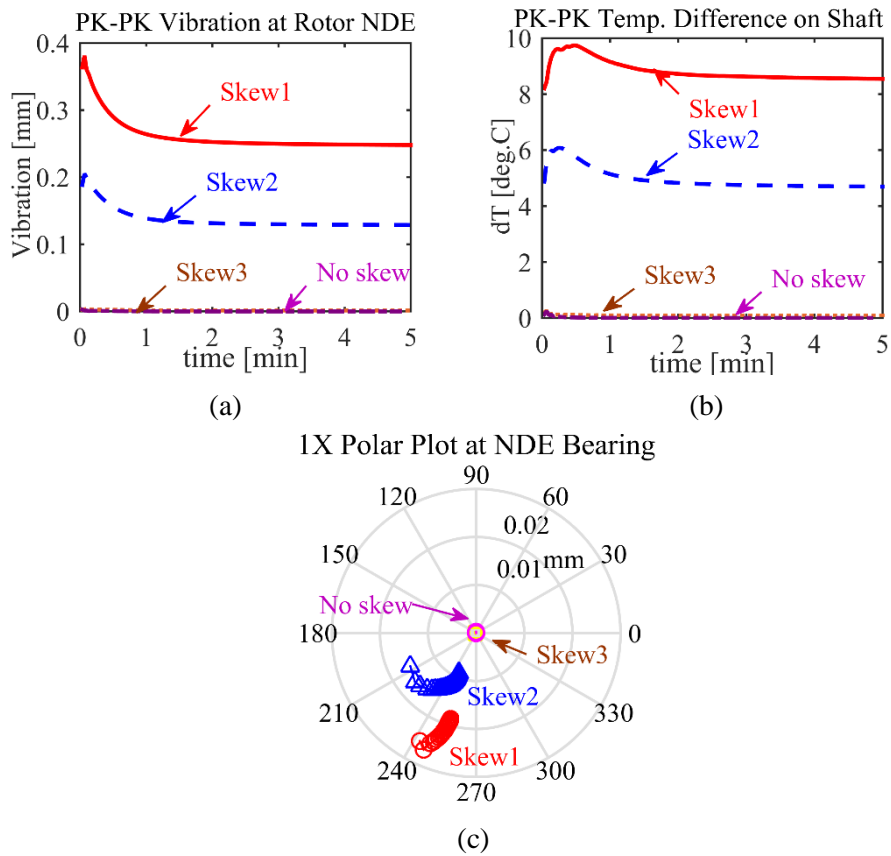 PK-PK Vibration at Rotor NDE
0.4
0.3
0.2
0.1
0
Vibration [mm]
Skew1
Skew2
Skew3
No skew
0 1 2 3 4 5
time [min]
(a)
PK-PK Temp. Difference on Shaft
10
8
6
4
2
0
dT [deg.C]
Skew1
Skew2
Skew3
No skew
0 1 2 3 4 5
time [min]
(b)
1X Polar Plot at NDE Bearing
90
120 60
0.02
150 30
0.01 mm
No skew
180 0
Skew3
Skew2
210 330
Skew1
240 300
270
(c)